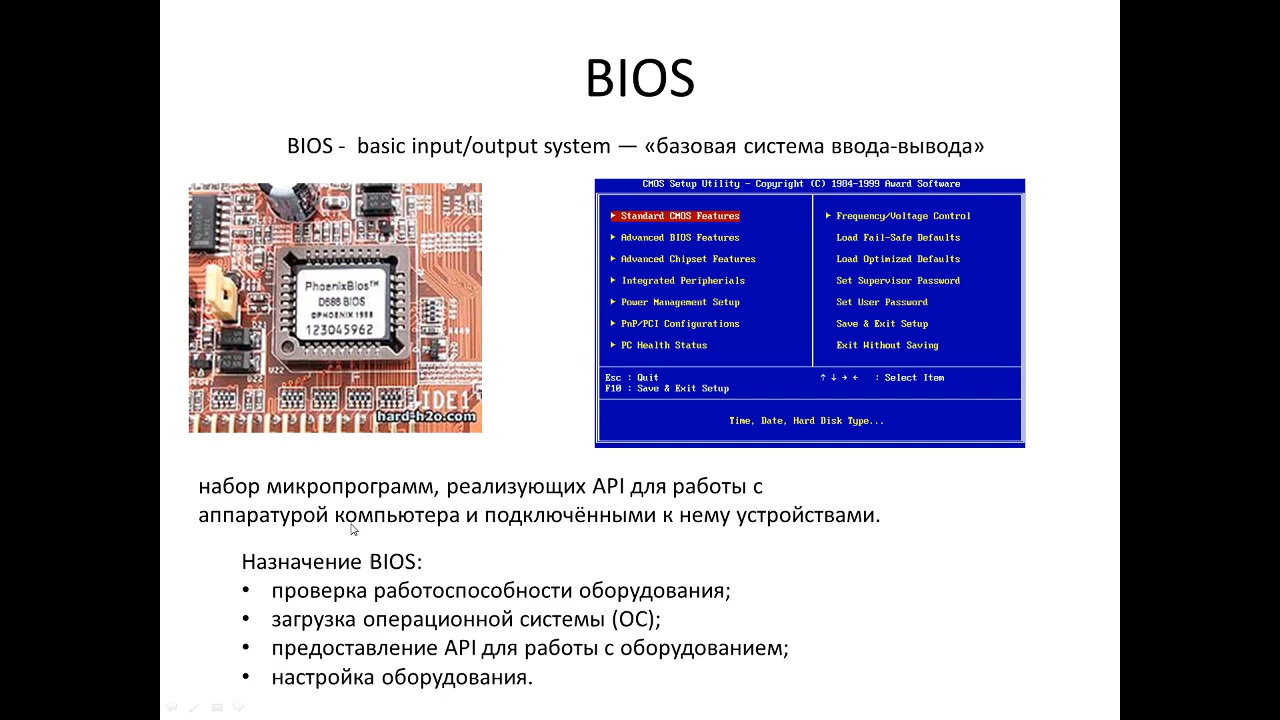 BIOS
BIOS - basic input/output system — «базовая система ввода-вывода»
PhoenixBios™
D686 BIOS
©PHOENIX 1998
123045962
U22
IDE1
hard-h2o.com
CMOS Setup Utility - Copyright (C) 1984-1999 Award Software
Standard CMOS Features
Advanced BIOS Features
Advanced Chipset Features
Integrated Peripherials
Power Management Setup
PnP/PCI Configurations
PC Health Status
Frequency/Voltage Control
Load Fail-Safe Defaults
Load Optimized Defaults
Set Supervisor Password
Set User Password
Save & Exit Setup
Exit Without Saving
Esc : Quit
F10 : Save & Exit Setup
↑ ↓ → ← : Select Item
Time, Date, Hard Disk Type...
набор микропрограмм, реализующих API для работы с
аппаратурой компьютера и подключёнными к нему устройствами.
Назначение BIOS:
• проверка работоспособности оборудования;
• загрузка операционной системы (ОС);
• предоставление API для работы с оборудованием;
• настройка оборудования.